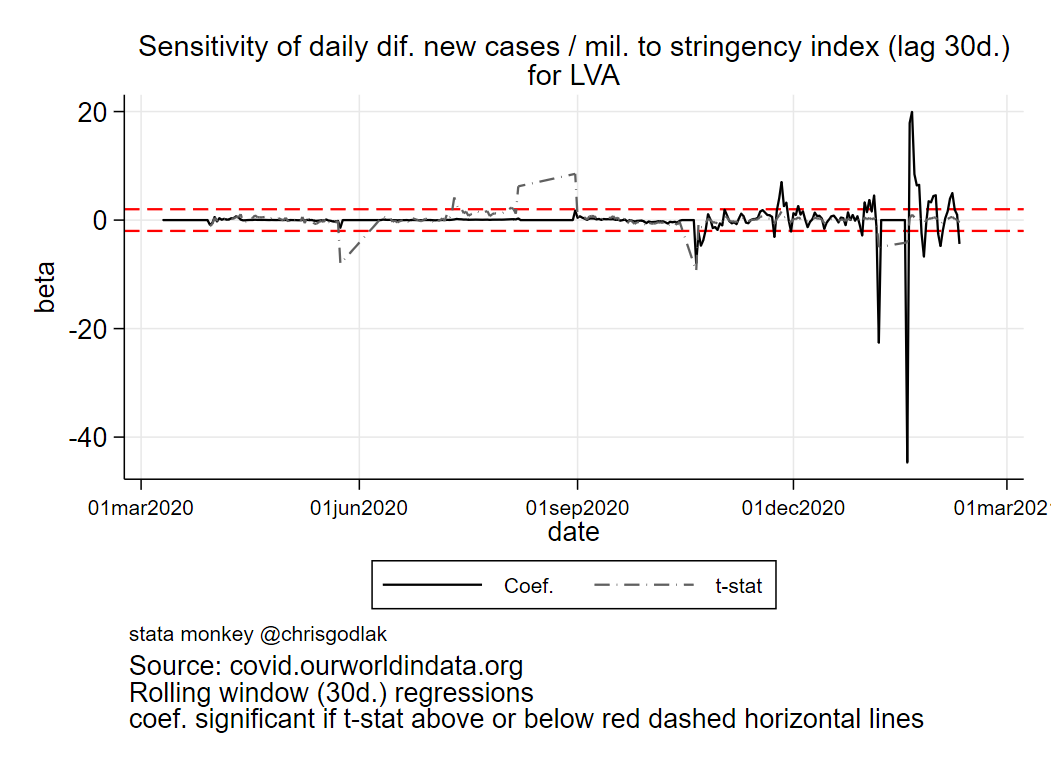 Sensitivity of daily dif. new cases / mil. to stringency index (lag 30d.)
for LVA
20
0
-20
-40
beta
01mar2020
01jun2020
01sep2020
01dec2020
01mar2021
date
Coef.
t-stat
stata monkey @chrisgodlak
Source: covid.ourworldindata.org
Rolling window (30d.) regressions
coef. significant if t-stat above or below red dashed horizontal lines